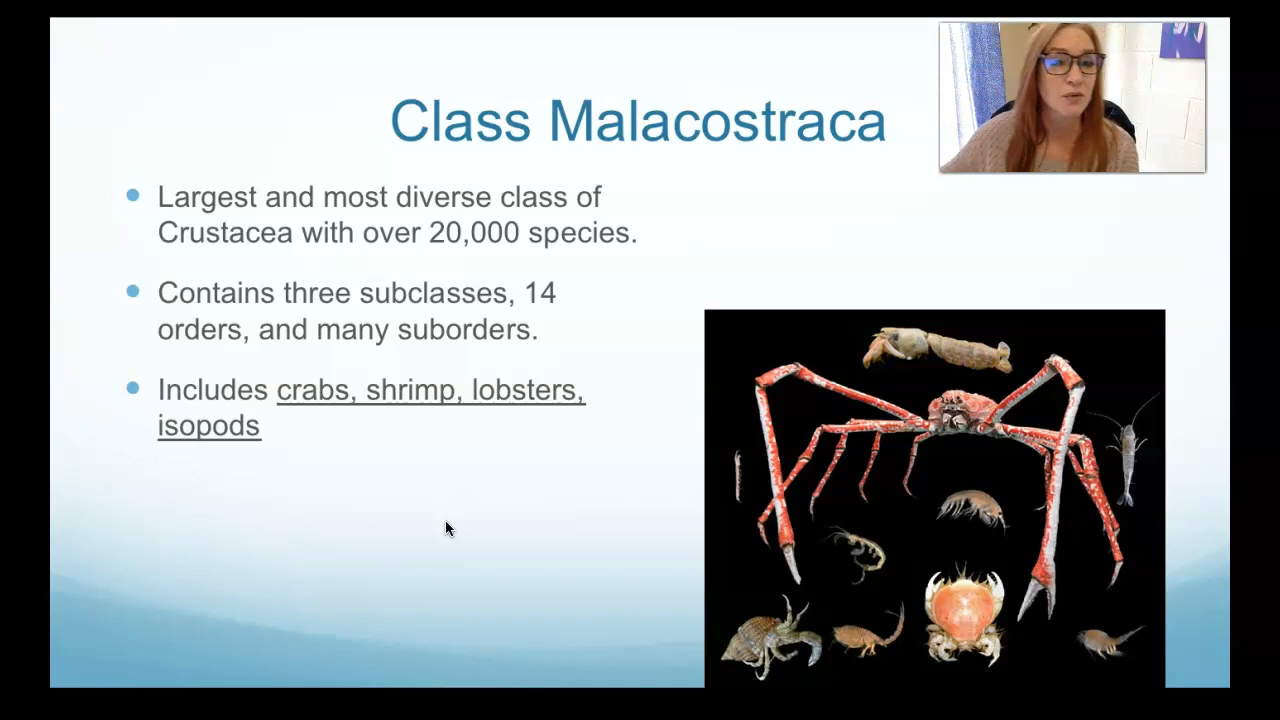 Class Malacostraca
Largest and most diverse class of
Crustacea with over 20,000 species.
Contains three subclasses, 14
orders, and many suborders.
Includes crabs, shrimp, lobsters,
isopods